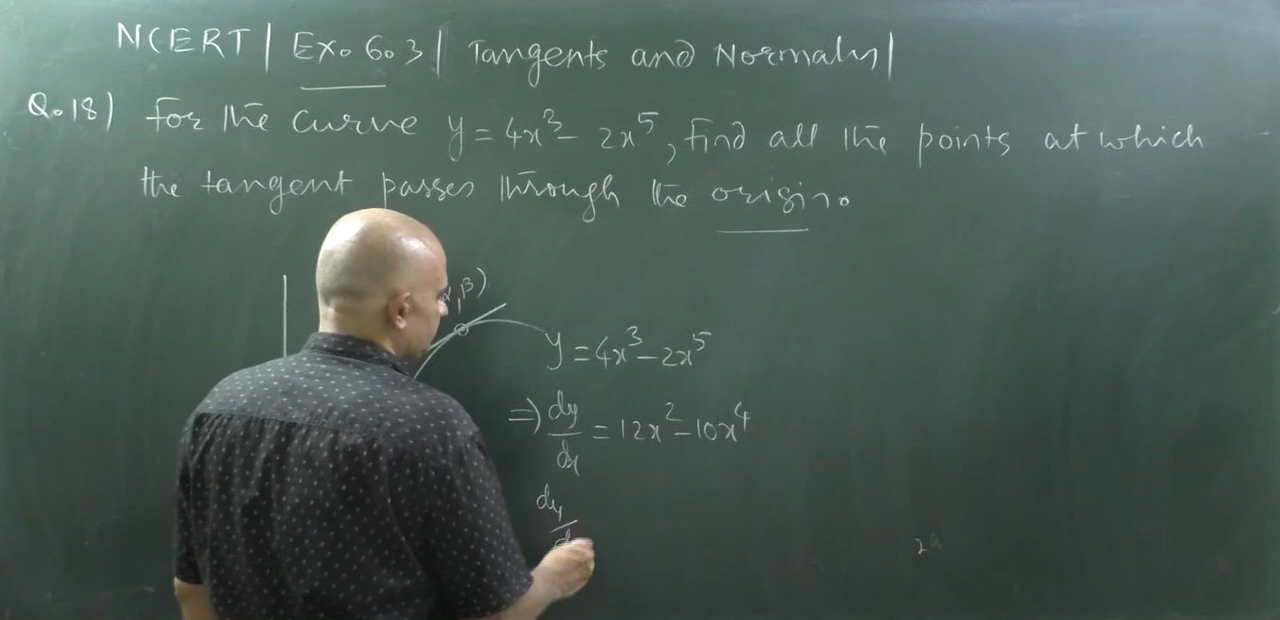 NCERT | Ex. 6.3 | Tangents and Normals |
Q.18) For the curve y = 4x³ - 2x⁵, find all the points at which
the tangent passes through the origin.
,β)
y = 4x³ - 2x⁵
⇒) dy/dx = 12x² - 10x⁴
dy/d